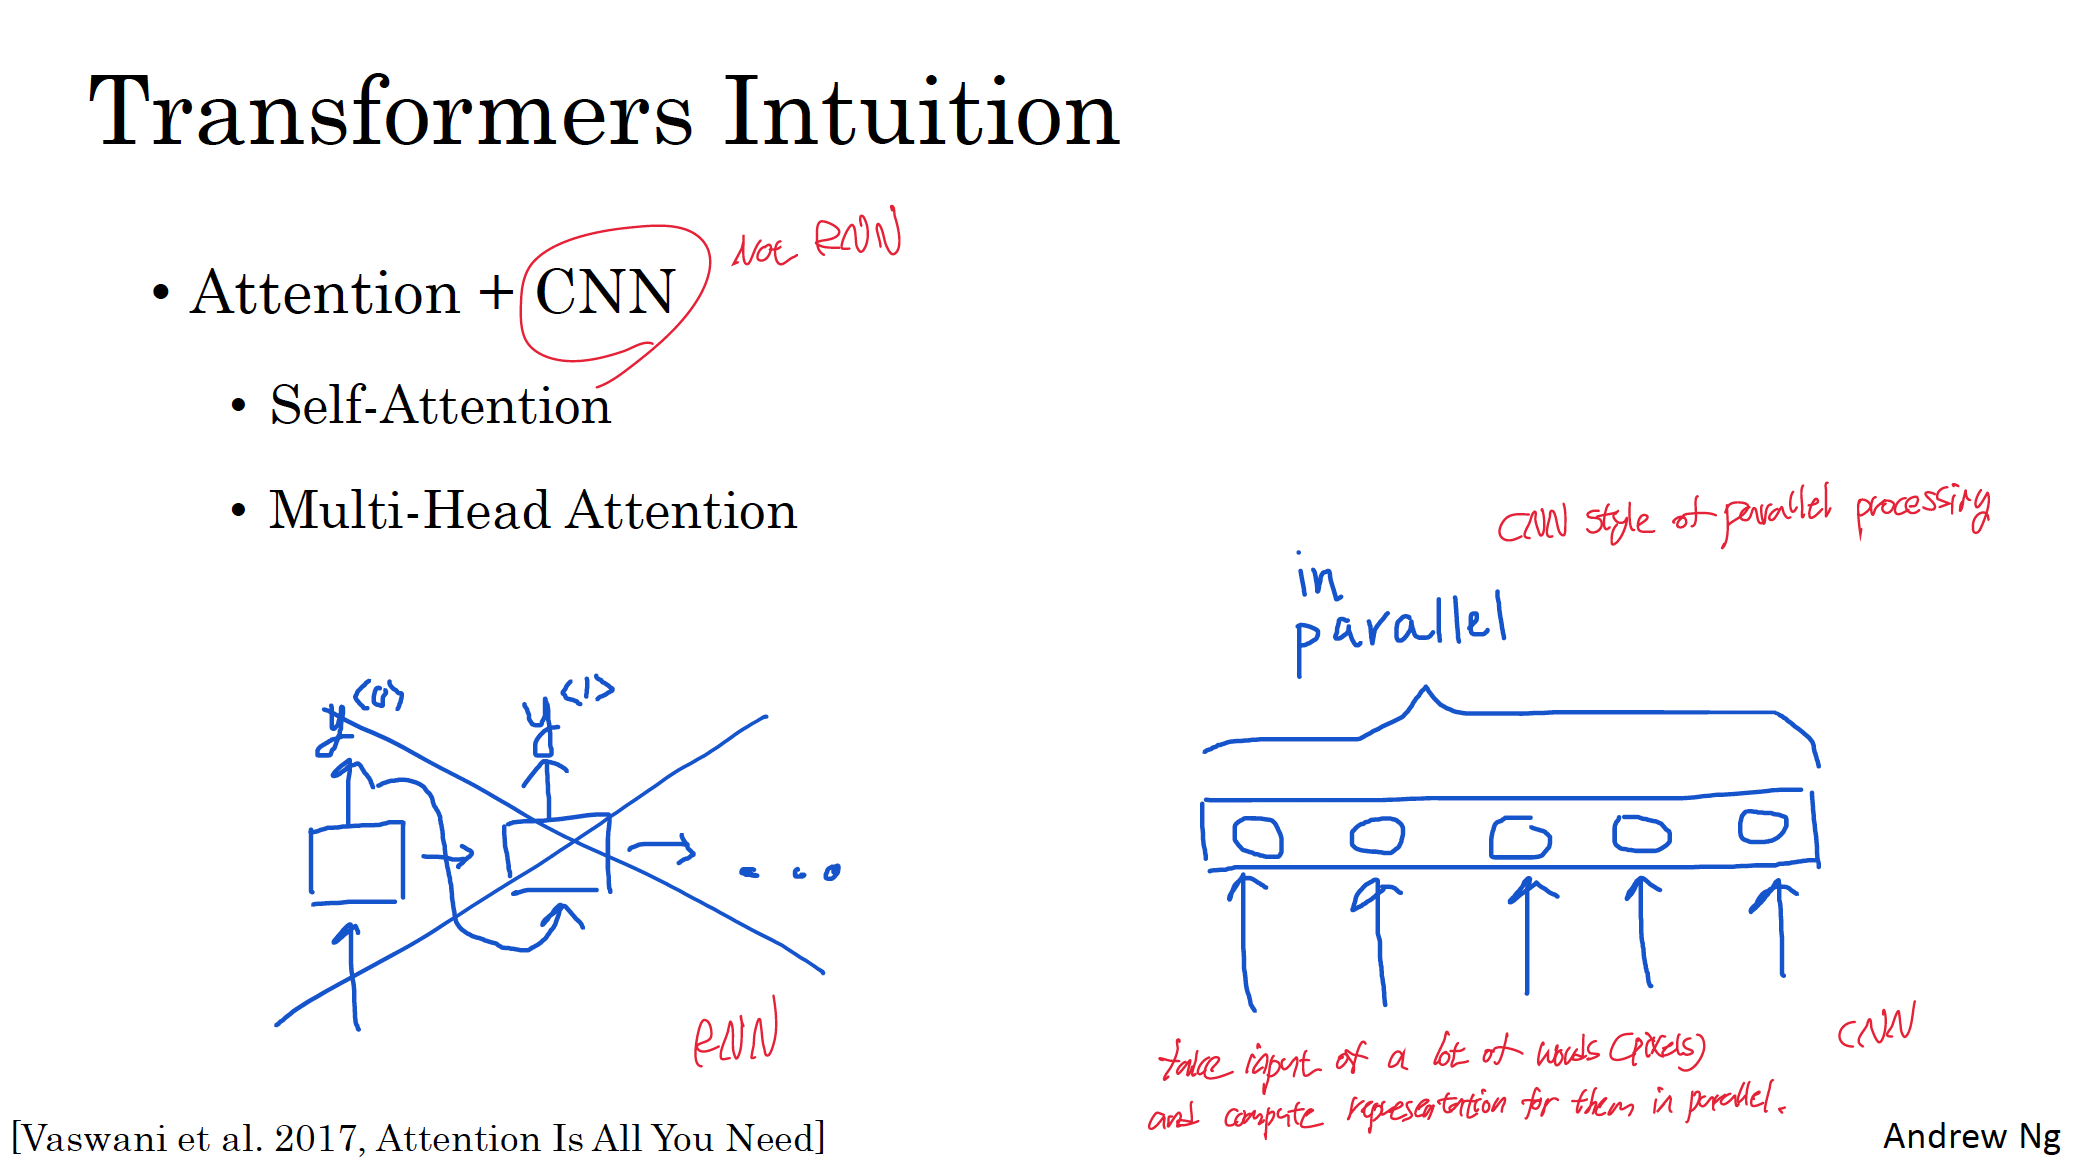 Transformers Intuition
• Attention + CNN
Not RNN
• Self-Attention
• Multi-Head Attention
CNN style of parallel processing
in
parallel
y<0>
y<1>
RNN
CNN
take input of a lot of words (pixels)
and compute representation for them in parallel.
[Vaswani et al. 2017, Attention Is All You Need]
Andrew Ng